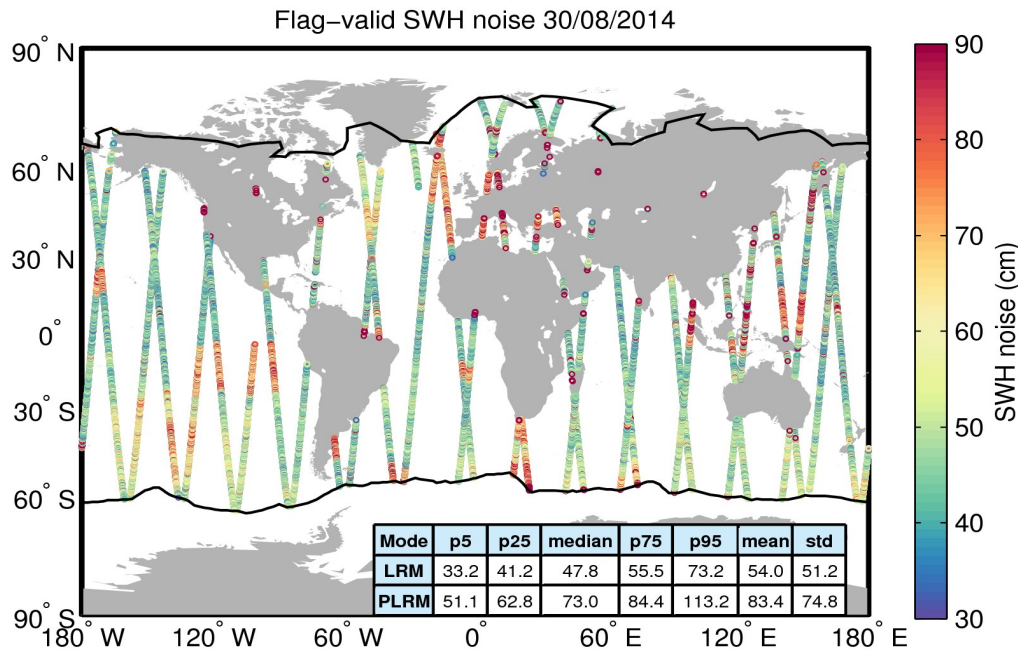 Flag−valid SWH noise 30/08/2014
90° N
60° N
30° N
0°
30° S
60° S
90° S
180° W 120° W 60° W 0° 60° E 120° E 180° E
90
80
70
60
50
40
30
SWH noise (cm)
Mode p5 p25 median p75 p95 mean std
LRM 33.2 41.2 47.8 55.5 73.2 54.0 51.2
PLRM 51.1 62.8 73.0 84.4 113.2 83.4 74.8